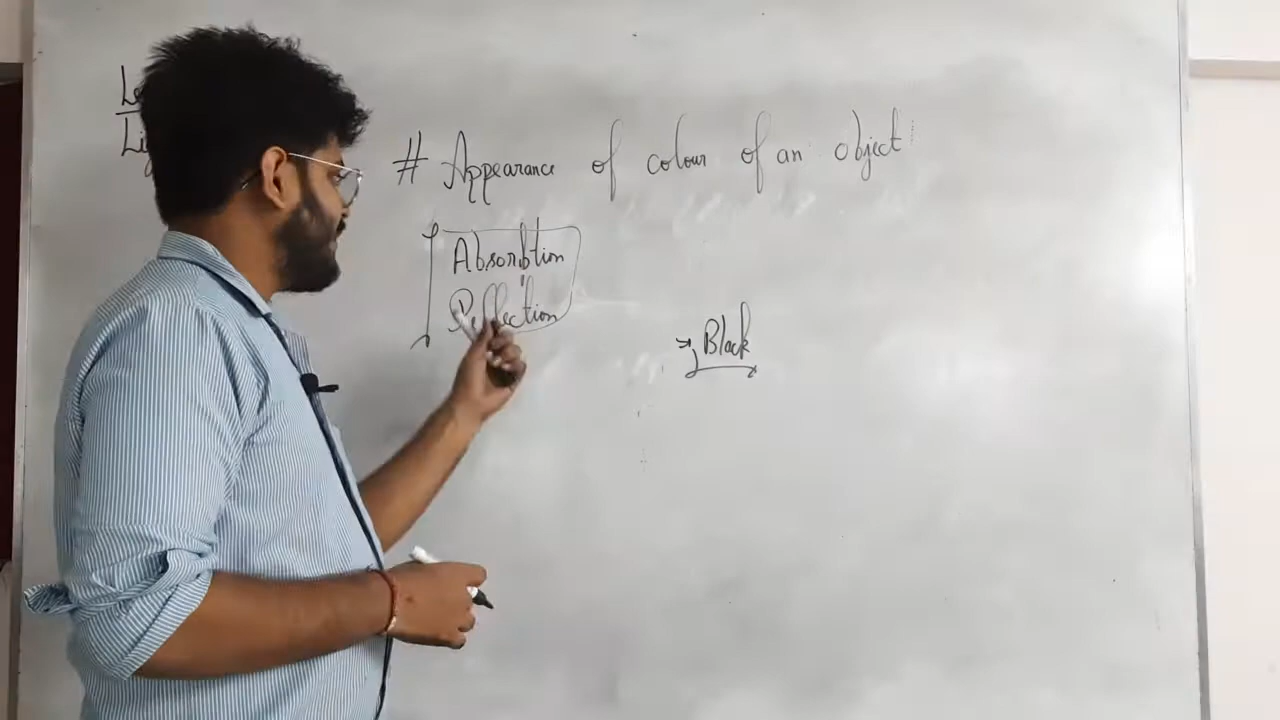 # Appearance of colour of an object
Absorbtion
Reflection
Black